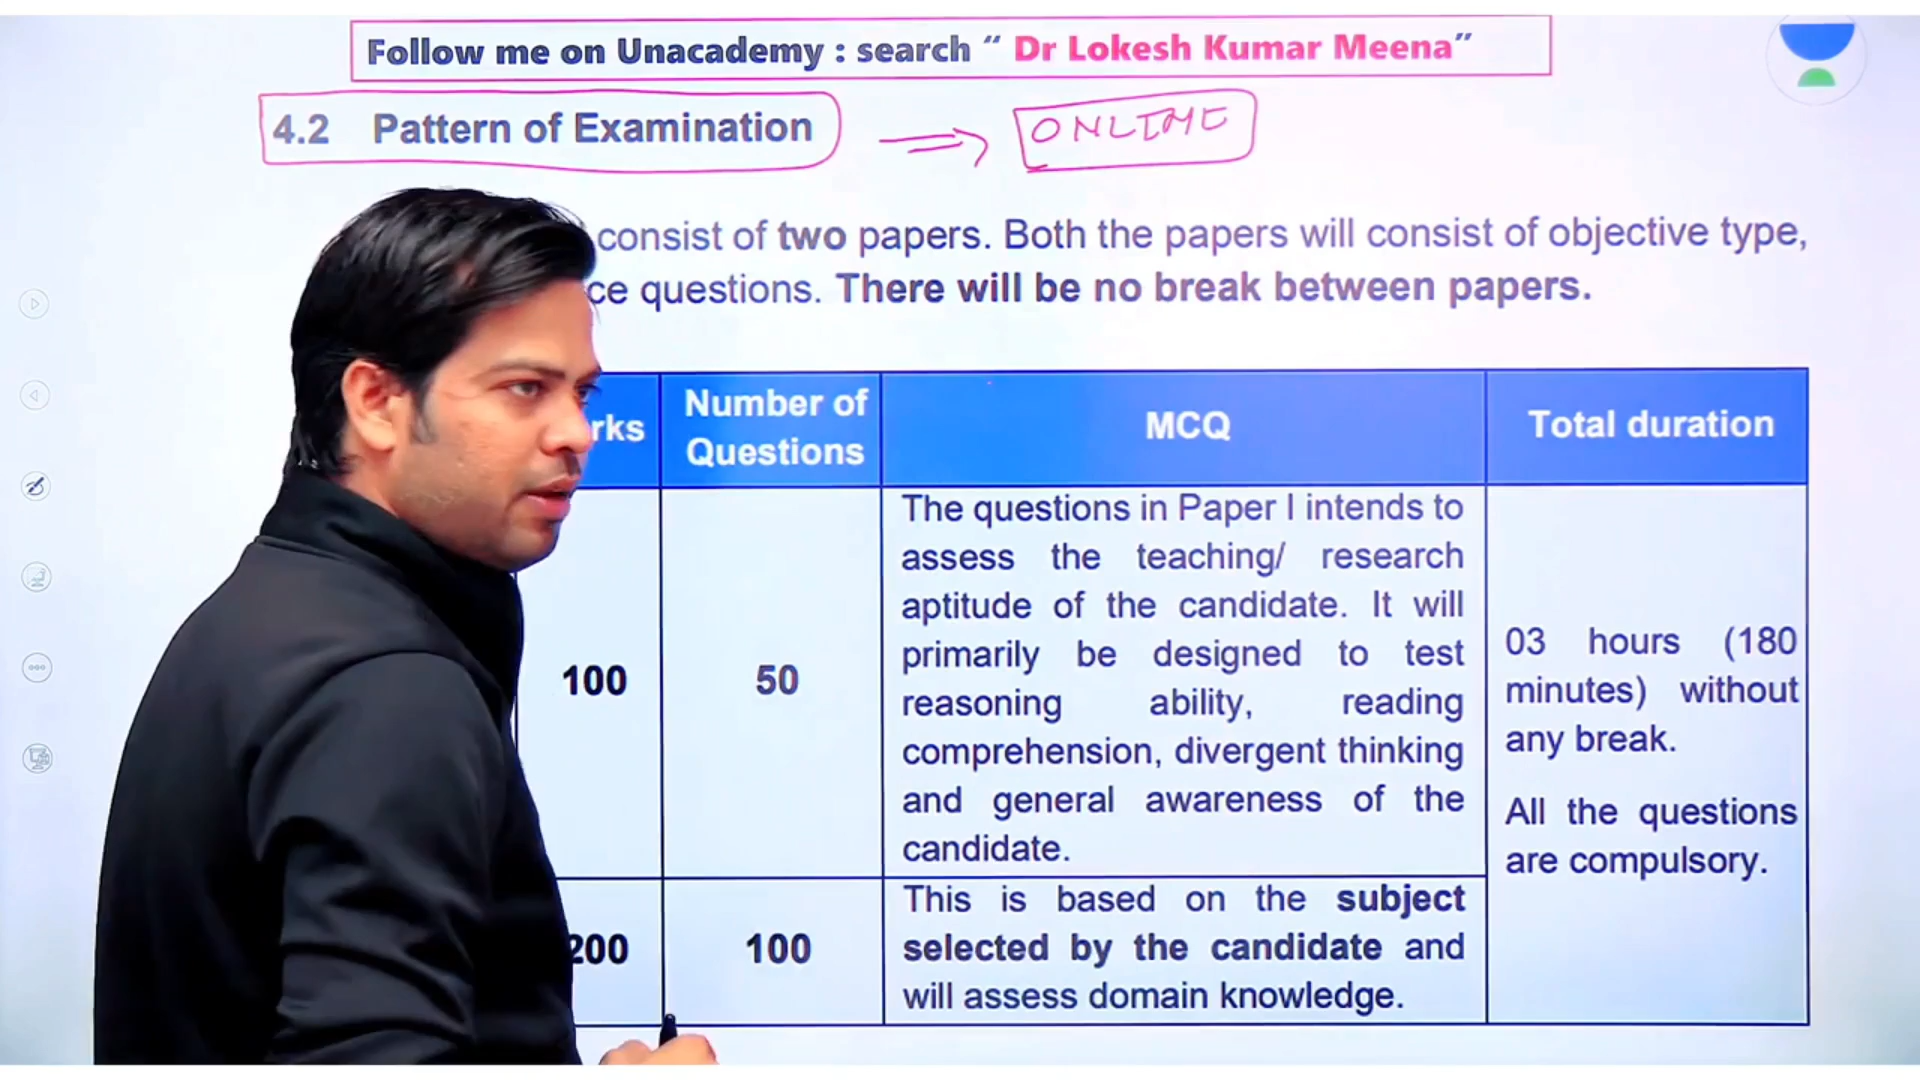 Follow me on Unacademy : search “ Dr Lokesh Kumar Meena”
4.2 Pattern of Examination
ONLINE
consist of two papers. Both the papers will consist of objective type,
ce questions. There will be no break between papers.
rks
Number of
Questions
MCQ
Total duration
100
50
The questions in Paper I intends to
assess the teaching/ research
aptitude of the candidate. It will
primarily be designed to test
reasoning ability, reading
comprehension, divergent thinking
and general awareness of the
candidate.
03 hours (180
minutes) without
any break.
All the questions
are compulsory.
200
100
This is based on the subject
selected by the candidate and
will assess domain knowledge.